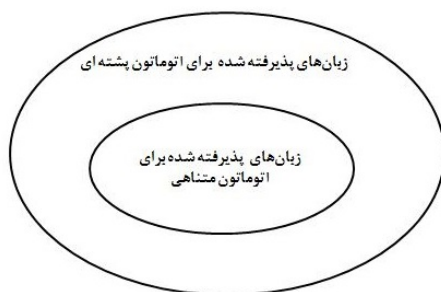 زبان‌های پذیرفته شده برای اتوماتون پشته ای
زبان‌های پذیرفته شده برای
اتوماتون متناهی